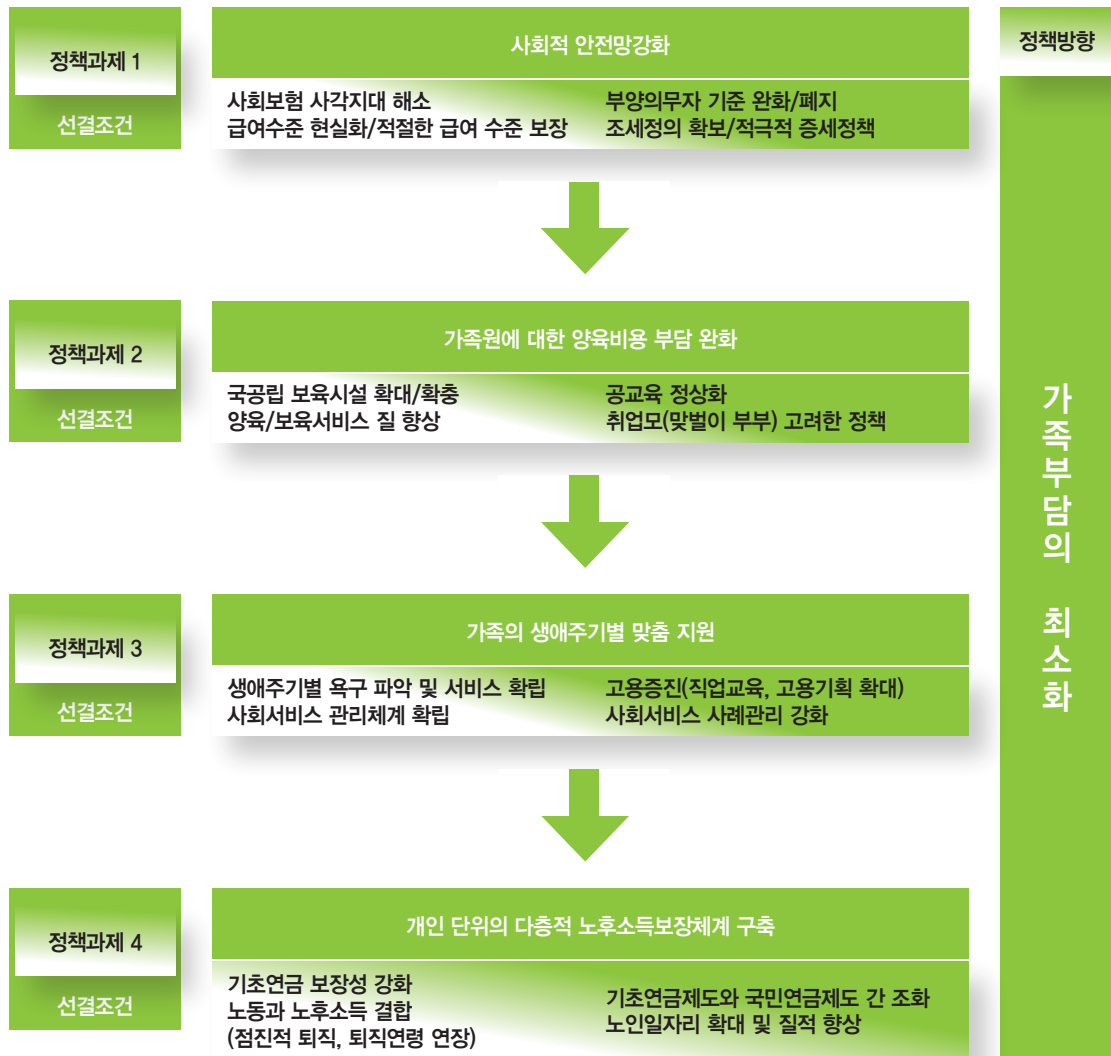 정책과제 1
선결조건
사회적 안전망강화
사회보험 사각지대 해소
급여수준 현실화/적절한 급여 수준 보장
부양의무자 기준 완화/폐지
조세정의 확보/적극적 증세정책
정책과제 2
선결조건
가족원에 대한 양육비용 부담 완화
국공립 보육시설 확대/확충
양육/보육서비스 질 향상
공교육 정상화
취업모(맞벌이 부부) 고려한 정책
정책과제 3
선결조건
가족의 생애주기별 맞춤 지원
생애주기별 욕구 파악 및 서비스 확립
사회서비스 관리체계 확립
고용증진(직업교육, 고용기획 확대)
사회서비스 사례관리 강화
정책과제 4
선결조건
개인 단위의 다층적 노후소득보장체계 구축
기초연금 보장성 강화
노동과 노후소득 결합
(점진적 퇴직, 퇴직연령 연장)
기초연금제도와 국민연금제도 간 조화
노인일자리 확대 및 질적 향상
정책방향
가족부담의 최소화